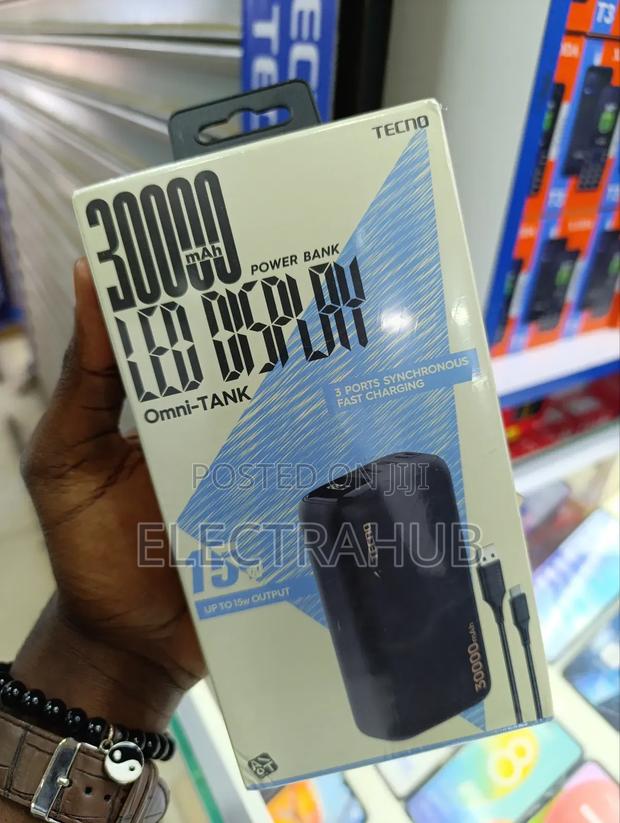 TECNO
30000
mAh
POWER BANK
LED DISPLAY
Omni-TANK
3 PORTS SYNCHRONOUS
FAST CHARGING
POSTED ON JIJI
ELECTRAHUB
15W
UP TO 15w OUTPUT
TECNO
30000mAh
T3